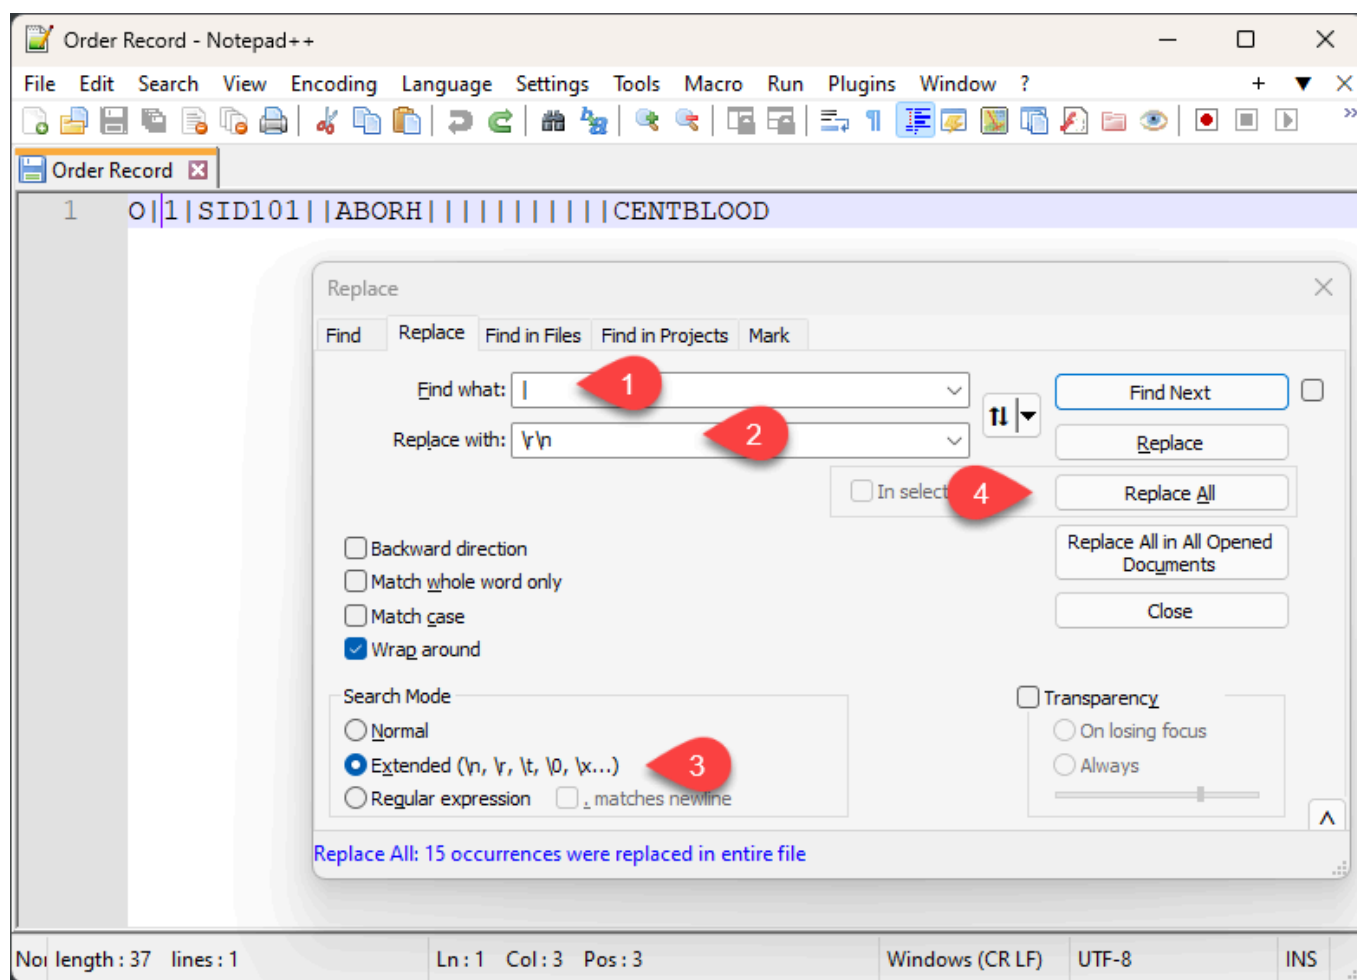 Order Record - Notepad++
File Edit Search View Encoding Language Settings Tools Macro Run Plugins Window ? +
Order Record
1 O|1|SID101||ABORH|||||||||||CENTBLOOD
Replace
Find Replace Find in Files Find in Projects Mark
Find what: | 1 Find Next
Replace with: \r\n 2 Replace
In select 4 Replace All
Replace All in All Opened
Documents
Backward direction
Match whole word only
Match case
Close
Wrap around
Search Mode
Transparency
Normal
On losing focus
Extended (\n, \r, \t, \0, \x...) 3
Always
Regular expression . matches newline
Replace All: 15 occurrences were replaced in entire file
length : 37 lines : 1 Ln : 1 Col : 3 Pos : 3 Windows (CR LF) UTF-8 INS